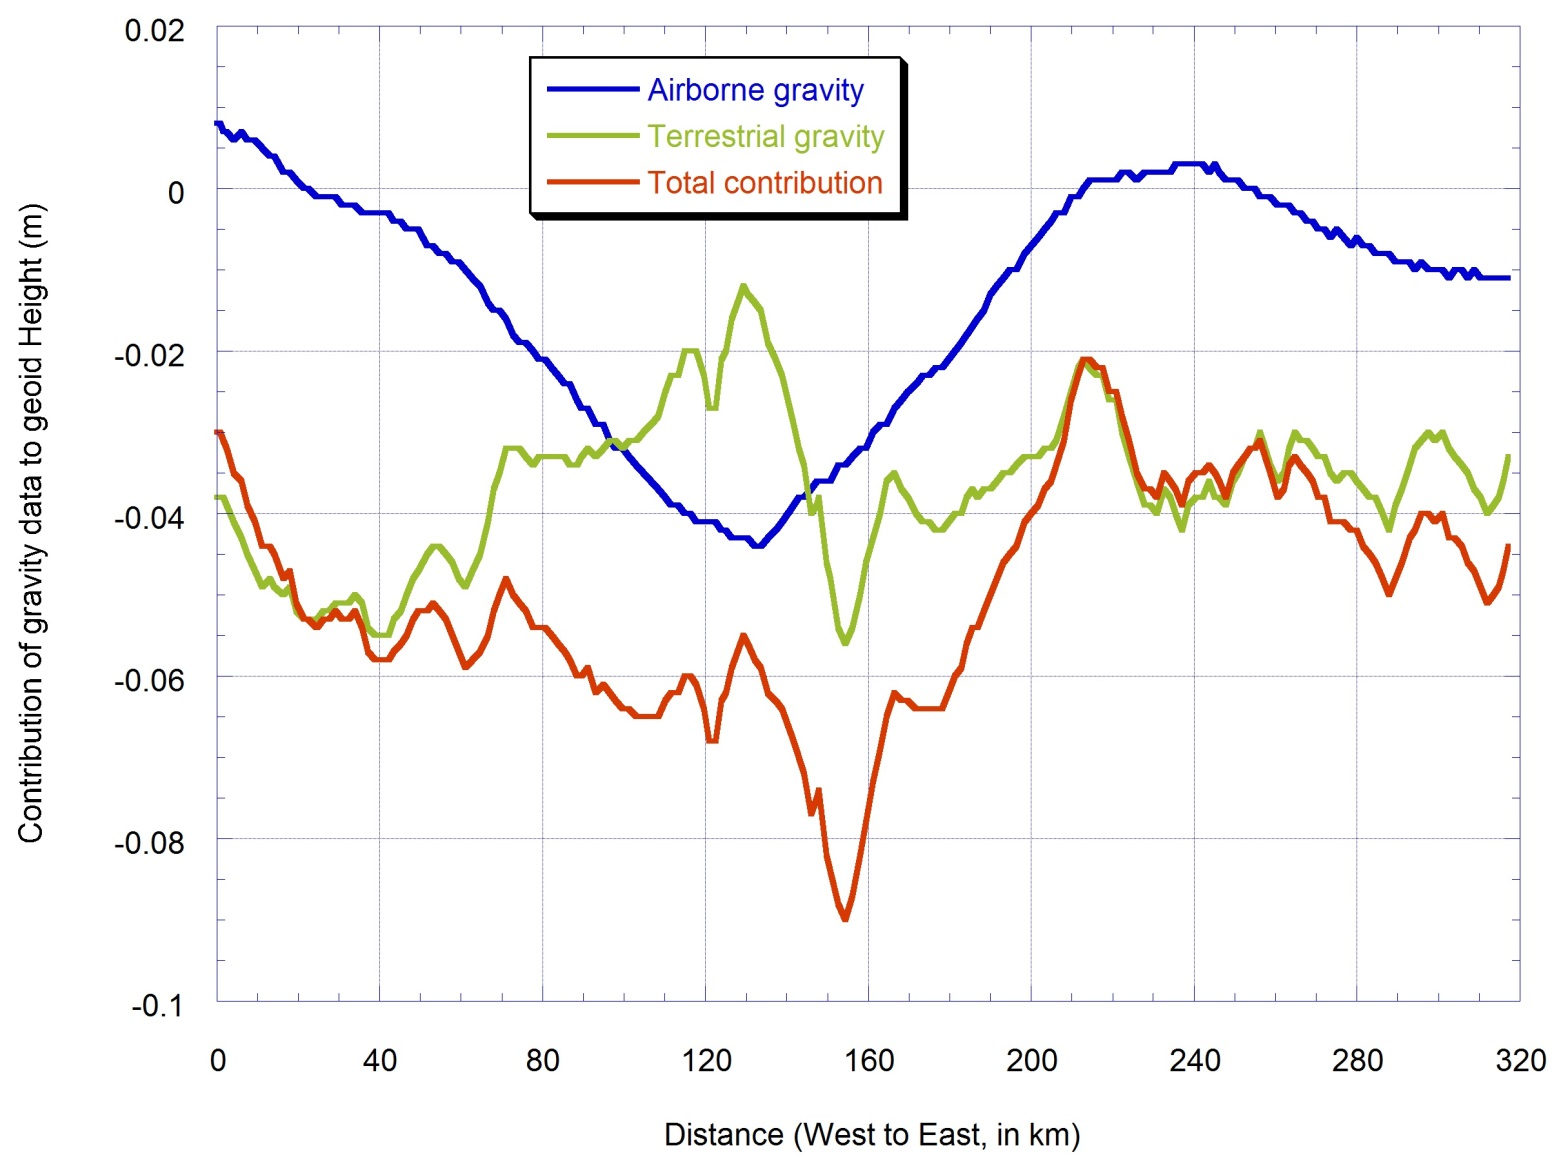 0.02
0
-0.02
-0.04
-0.06
-0.08
-0.1
Contribution of gravity data to geoid Height (m)
Airborne gravity
Terrestrial gravity
Total contribution
0 40 80 120 160 200 240 280 320
Distance (West to East, in km)